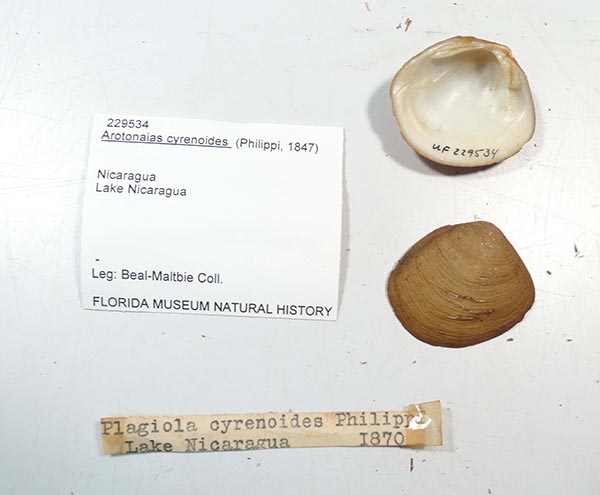 229534
Arotonaias cyrenoides (Philippi, 1847)
Nicaragua
Lake Nicaragua
-
Leg: Beal-Maltbie Coll.
FLORIDA MUSEUM NATURAL HISTORY
UF 229534
Plagiola cyrenoides Philippi
Lake Nicaragua 1870